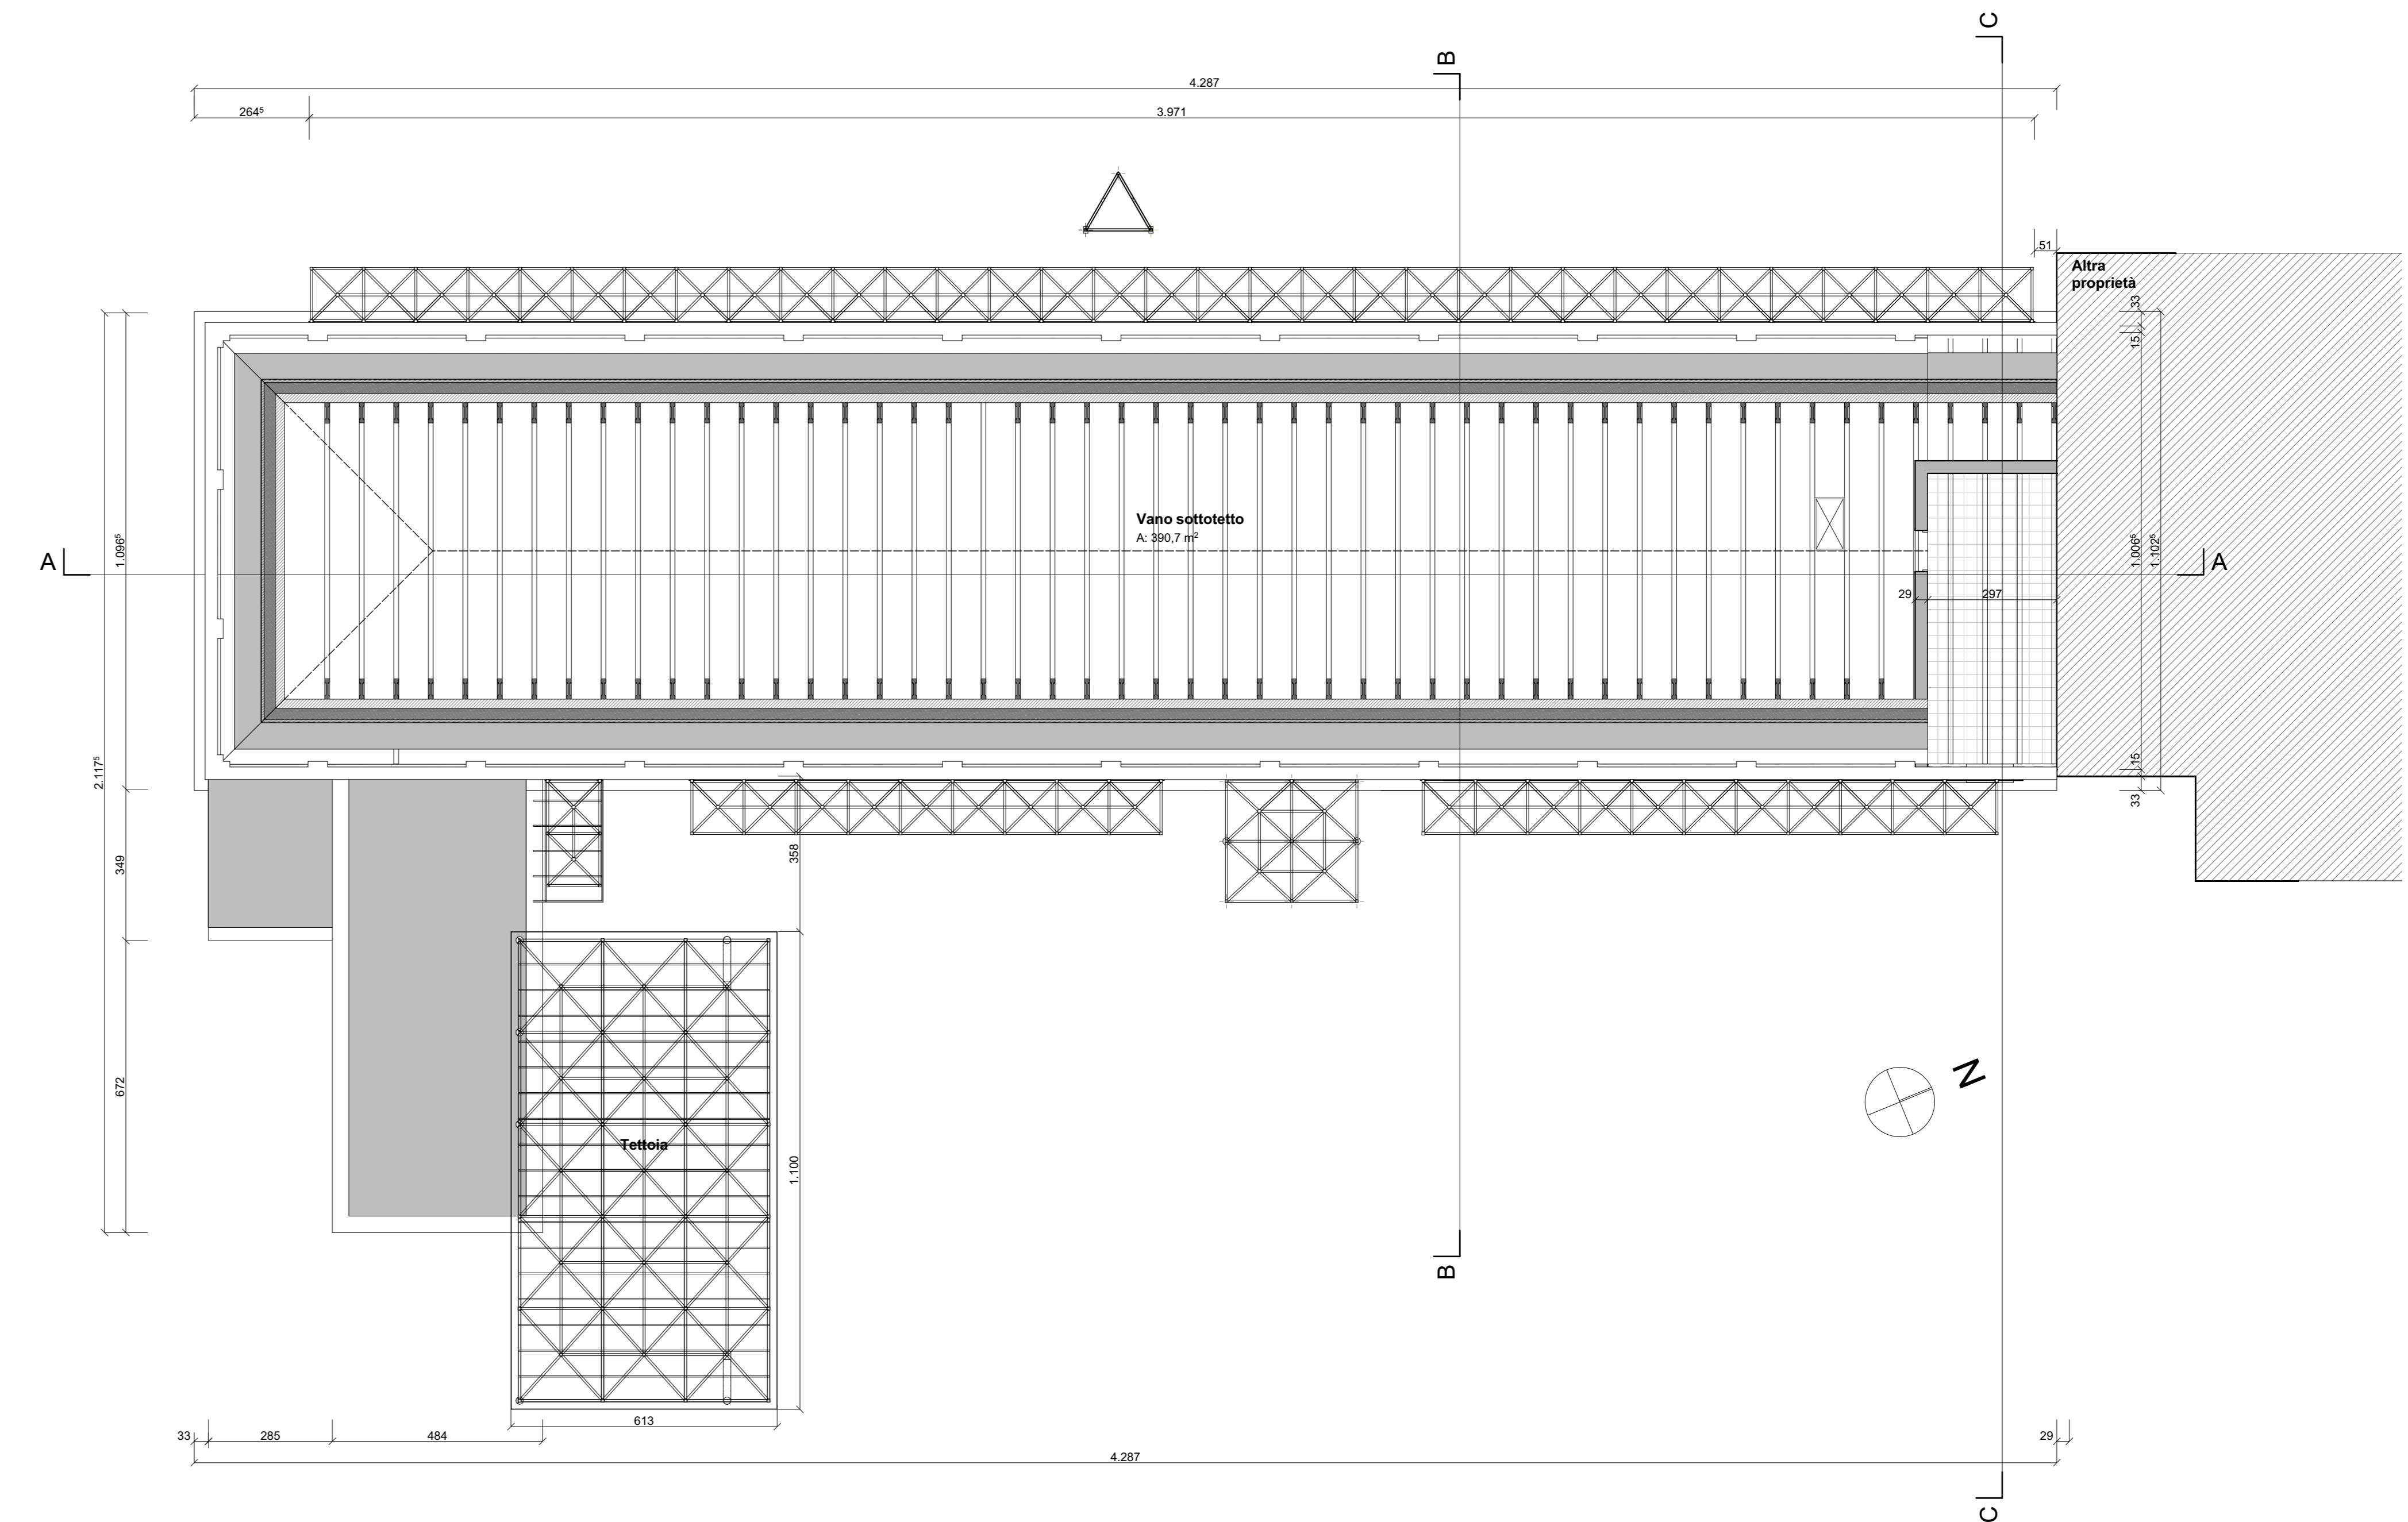 C
B
4.287
264⁵
3.971
51
Altra
proprietà
33
15
Vano sottotetto
A: 390,7 m²
A
A
1.096⁵
1.006⁵
1.102⁵
29
297
2.117⁵
15
33
349
358
N
672
Tettoia
1.100
B
613
33
285
484
29
4.287
C